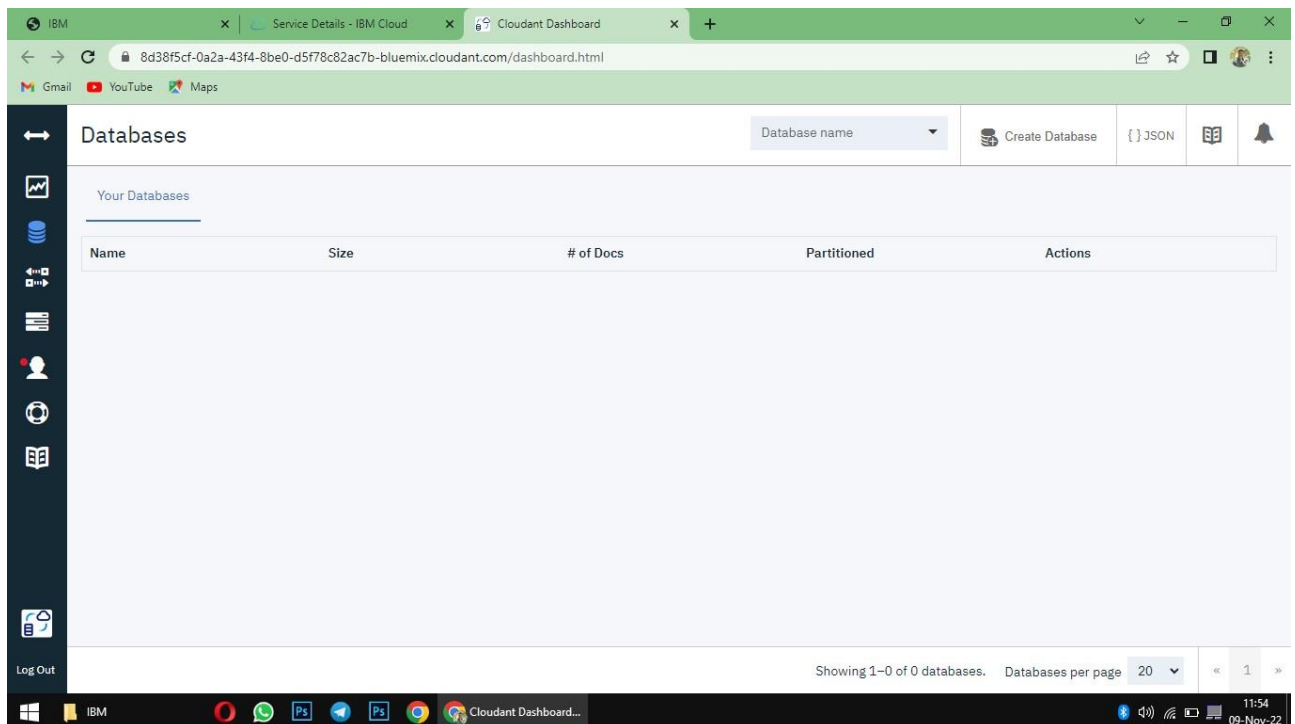 IBM
Service Details - IBM Cloud
Cloudant Dashboard
8d38f5cf-0a2a-43f4-8be0-d5f78c82ac7b-bluemix.cloudant.com/dashboard.html
Gmail YouTube Maps
Databases
Database name
Create Database
{ } JSON
Your Databases
Name Size # of Docs Partitioned Actions
Log Out
Showing 1–0 of 0 databases. Databases per page 20 « 1 »
IBM
Ps
Ps
Cloudant Dashboard...
11:54
09-Nov-22